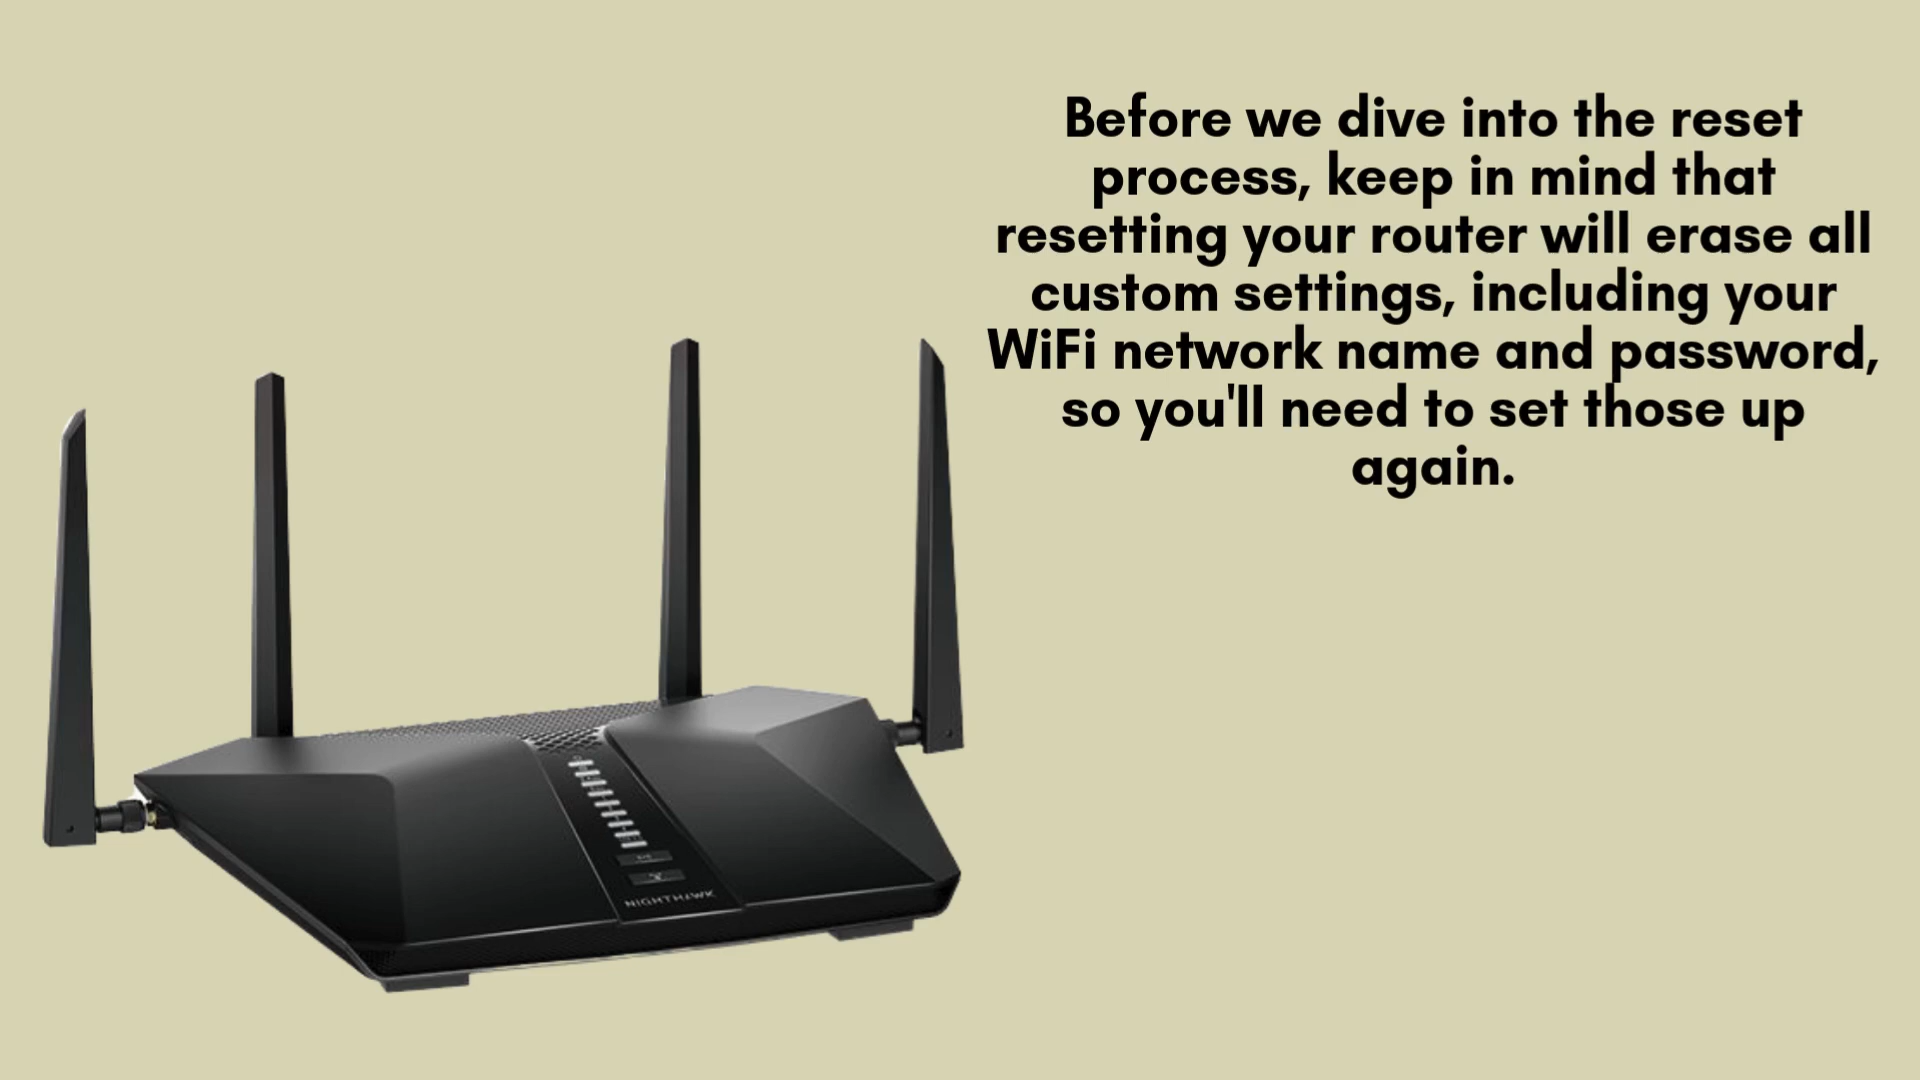 Before we dive into the reset
process, keep in mind that
resetting your router will erase all
custom settings, including your
WiFi network name and password,
so you'll need to set those up
again.
NIGHTHAWK